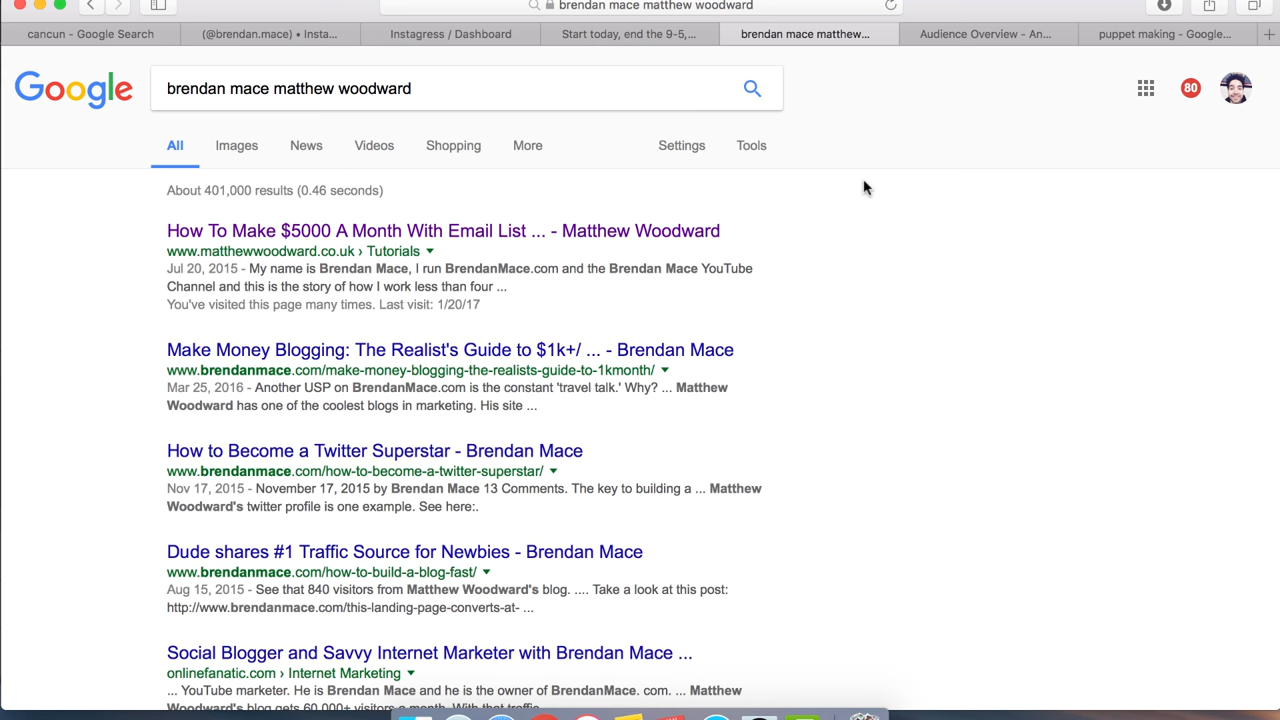 brendan mace matthew woodward
cancun - Google Search
(@brendan.mace) • Insta...
Instagress / Dashboard
Start today, end the 9-5,...
brendan mace matthew...
Audience Overview - An...
puppet making - Google...
Google
brendan mace matthew woodward
80
All
Images
News
Videos
Shopping
More
Settings
Tools
About 401,000 results (0.46 seconds)
How To Make $5000 A Month With Email List ... - Matthew Woodward
www.matthewwoodward.co.uk › Tutorials
Jul 20, 2015 - My name is Brendan Mace, I run BrendanMace.com and the Brendan Mace YouTube
Channel and this is the story of how I work less than four ...
You've visited this page many times. Last visit: 1/20/17
Make Money Blogging: The Realist's Guide to $1k+/ ... - Brendan Mace
www.brendanmace.com/make-money-blogging-the-realists-guide-to-1kmonth/
Mar 25, 2016 - Another USP on BrendanMace.com is the constant 'travel talk.' Why? ... Matthew
Woodward has one of the coolest blogs in marketing. His site ...
How to Become a Twitter Superstar - Brendan Mace
www.brendanmace.com/how-to-become-a-twitter-superstar/
Nov 17, 2015 - November 17, 2015 by Brendan Mace 13 Comments. The key to building a ... Matthew
Woodward's twitter profile is one example. See here:.
Dude shares #1 Traffic Source for Newbies - Brendan Mace
www.brendanmace.com/how-to-build-a-blog-fast/
Aug 15, 2015 - See that 840 visitors from Matthew Woodward's blog. .... Take a look at this post:
http://www.brendanmace.com/this-landing-page-converts-at- ...
Social Blogger and Savvy Internet Marketer with Brendan Mace ...
onlinefanatic.com › Internet Marketing
... YouTube marketer. He is Brendan Mace and he is the owner of BrendanMace. com. ... Matthew
Woodward's blog gets 60,000+ visitors a month. With that traffic...